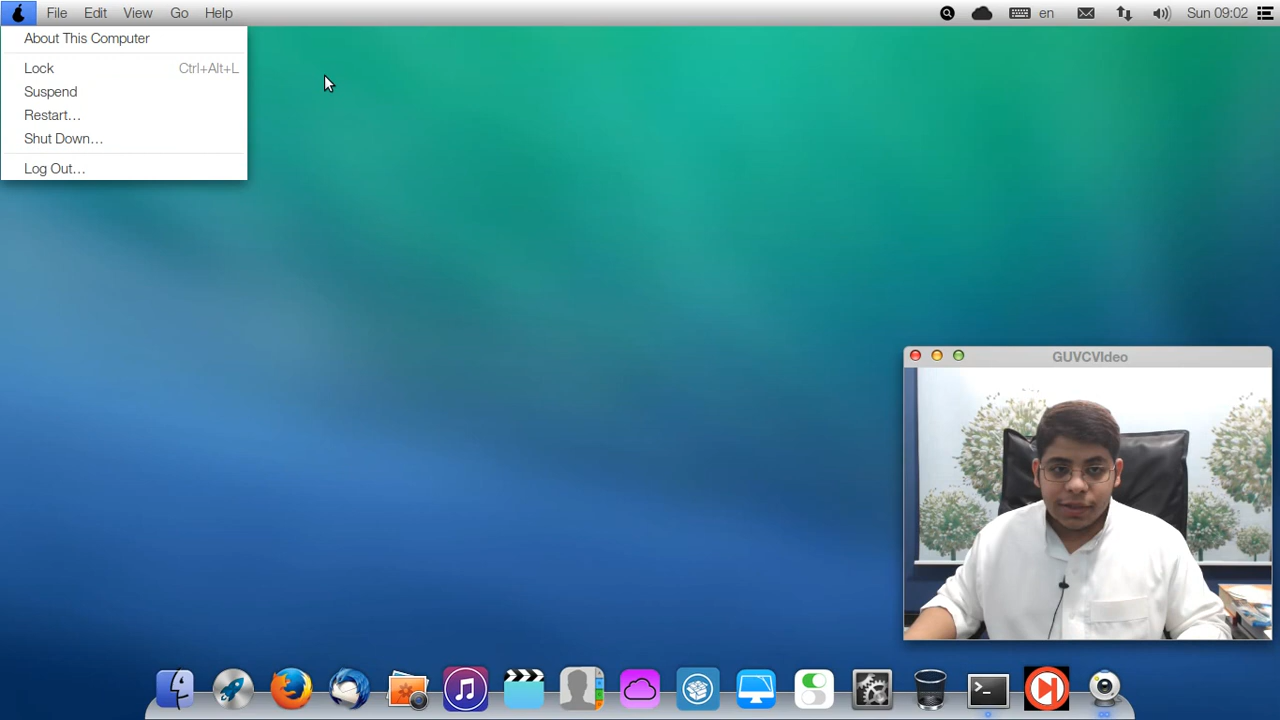 File Edit View Go Help en Sun 09:02
About This Computer
Lock Ctrl+Alt+L
Suspend
Restart…
Shut Down…
Log Out…
GUVCVIdeo
>_